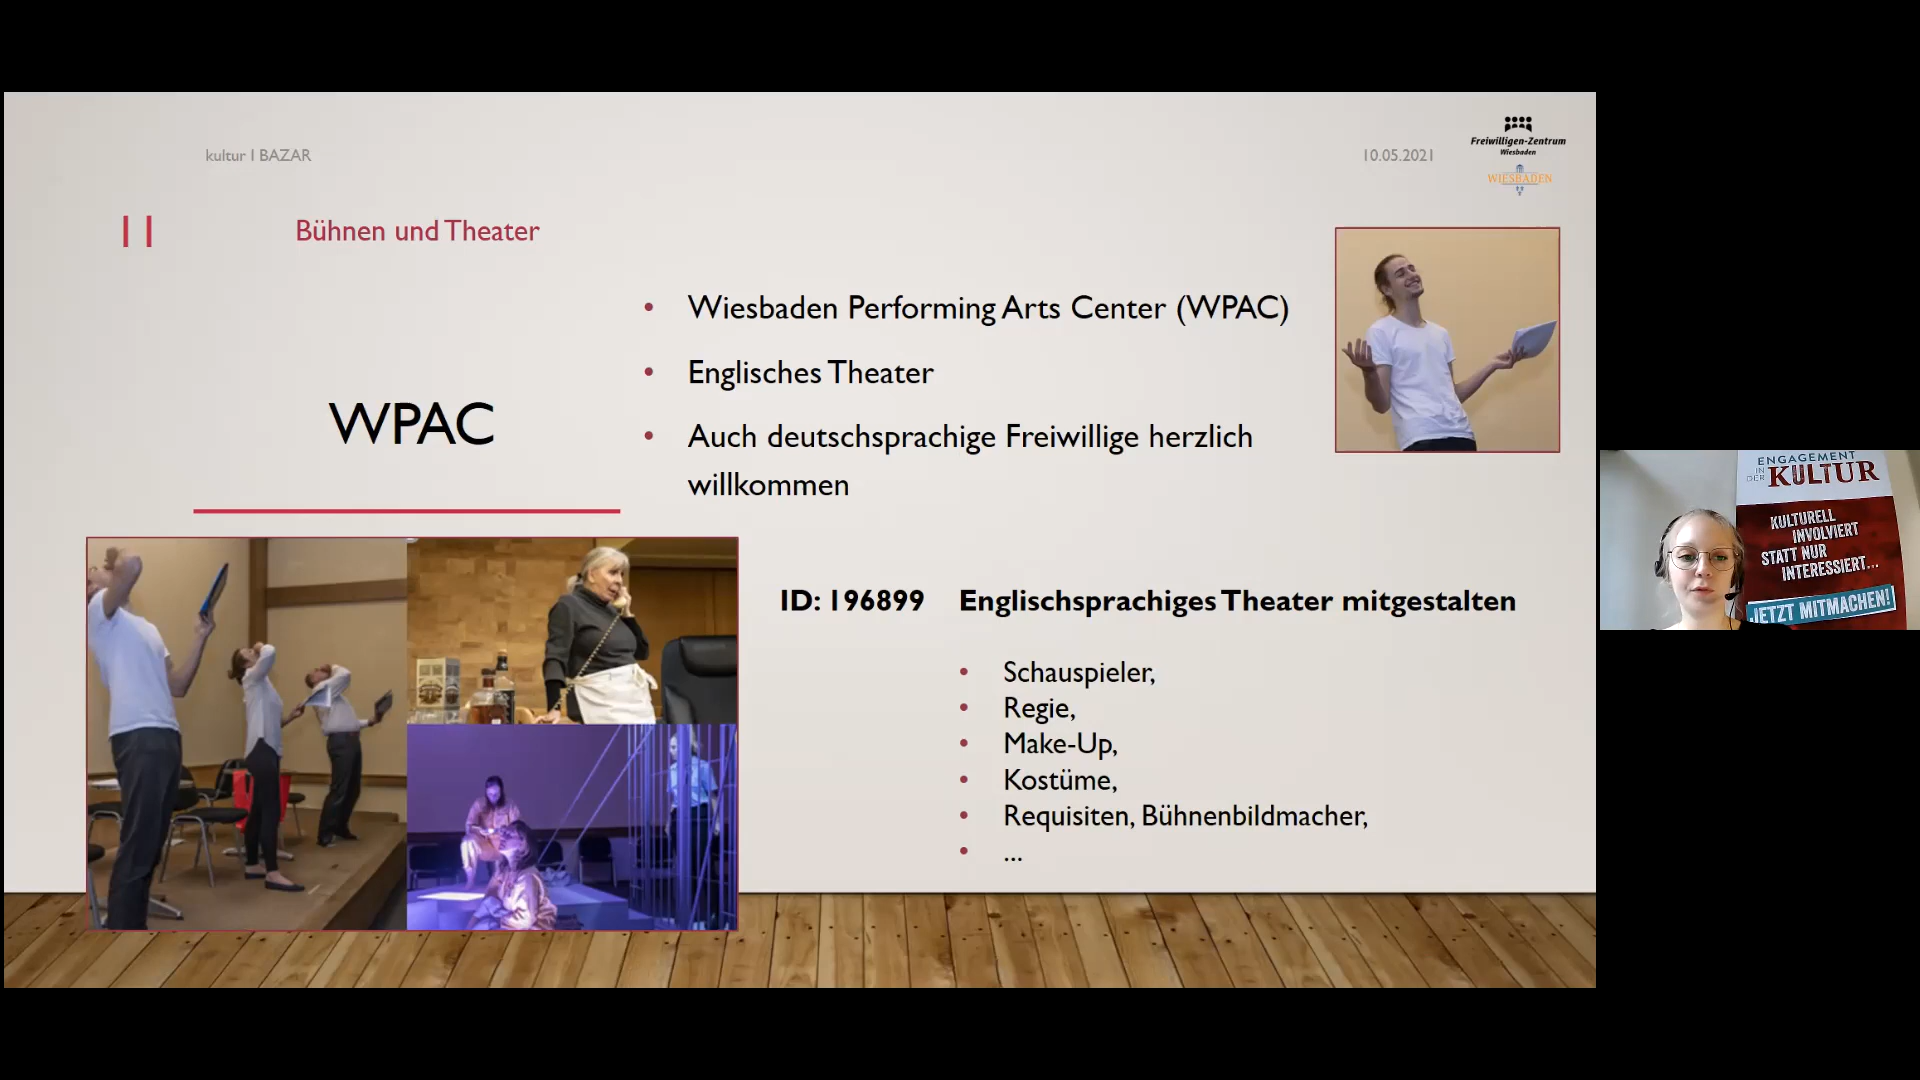 kultur I BAZAR
10.05.2021
Freiwilligen-Zentrum
Wiesbaden
WIESBADEN
11
Bühnen und Theater
WPAC
• Wiesbaden Performing Arts Center (WPAC)
• Englisches Theater
• Auch deutschsprachige Freiwillige herzlich
willkommen
ID: 196899 Englischsprachiges Theater mitgestalten
• Schauspieler,
• Regie,
• Make-Up,
• Kostüme,
• Requisiten, Bühnenbildmacher,
• ...
ENGAGEMENT
IN DER KULTUR
KULTURELL
INVOLVIERT
STATT NUR
INTERESSIERT...
JETZT MITMACHEN!